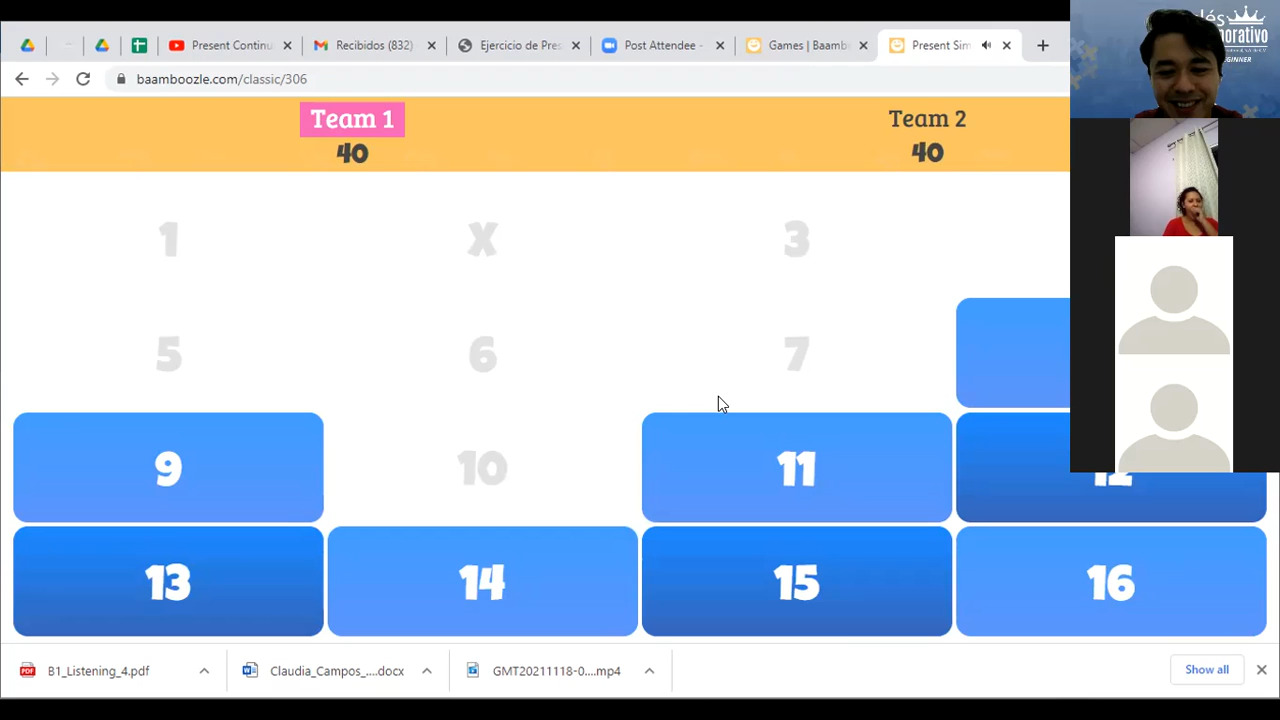 Present Continu
Recibidos (832)
Ejercicio de Pres
Post Attendee -
Games | Baamb
Present Sim
baamboozle.com/classic/306
Team 1
40
Team 2
40
1
X
3
5
6
7
9
10
11
12
13
14
15
16
B1_Listening_4.pdf
Claudia_Campos_....docx
GMT20211118-0....mp4
Show all